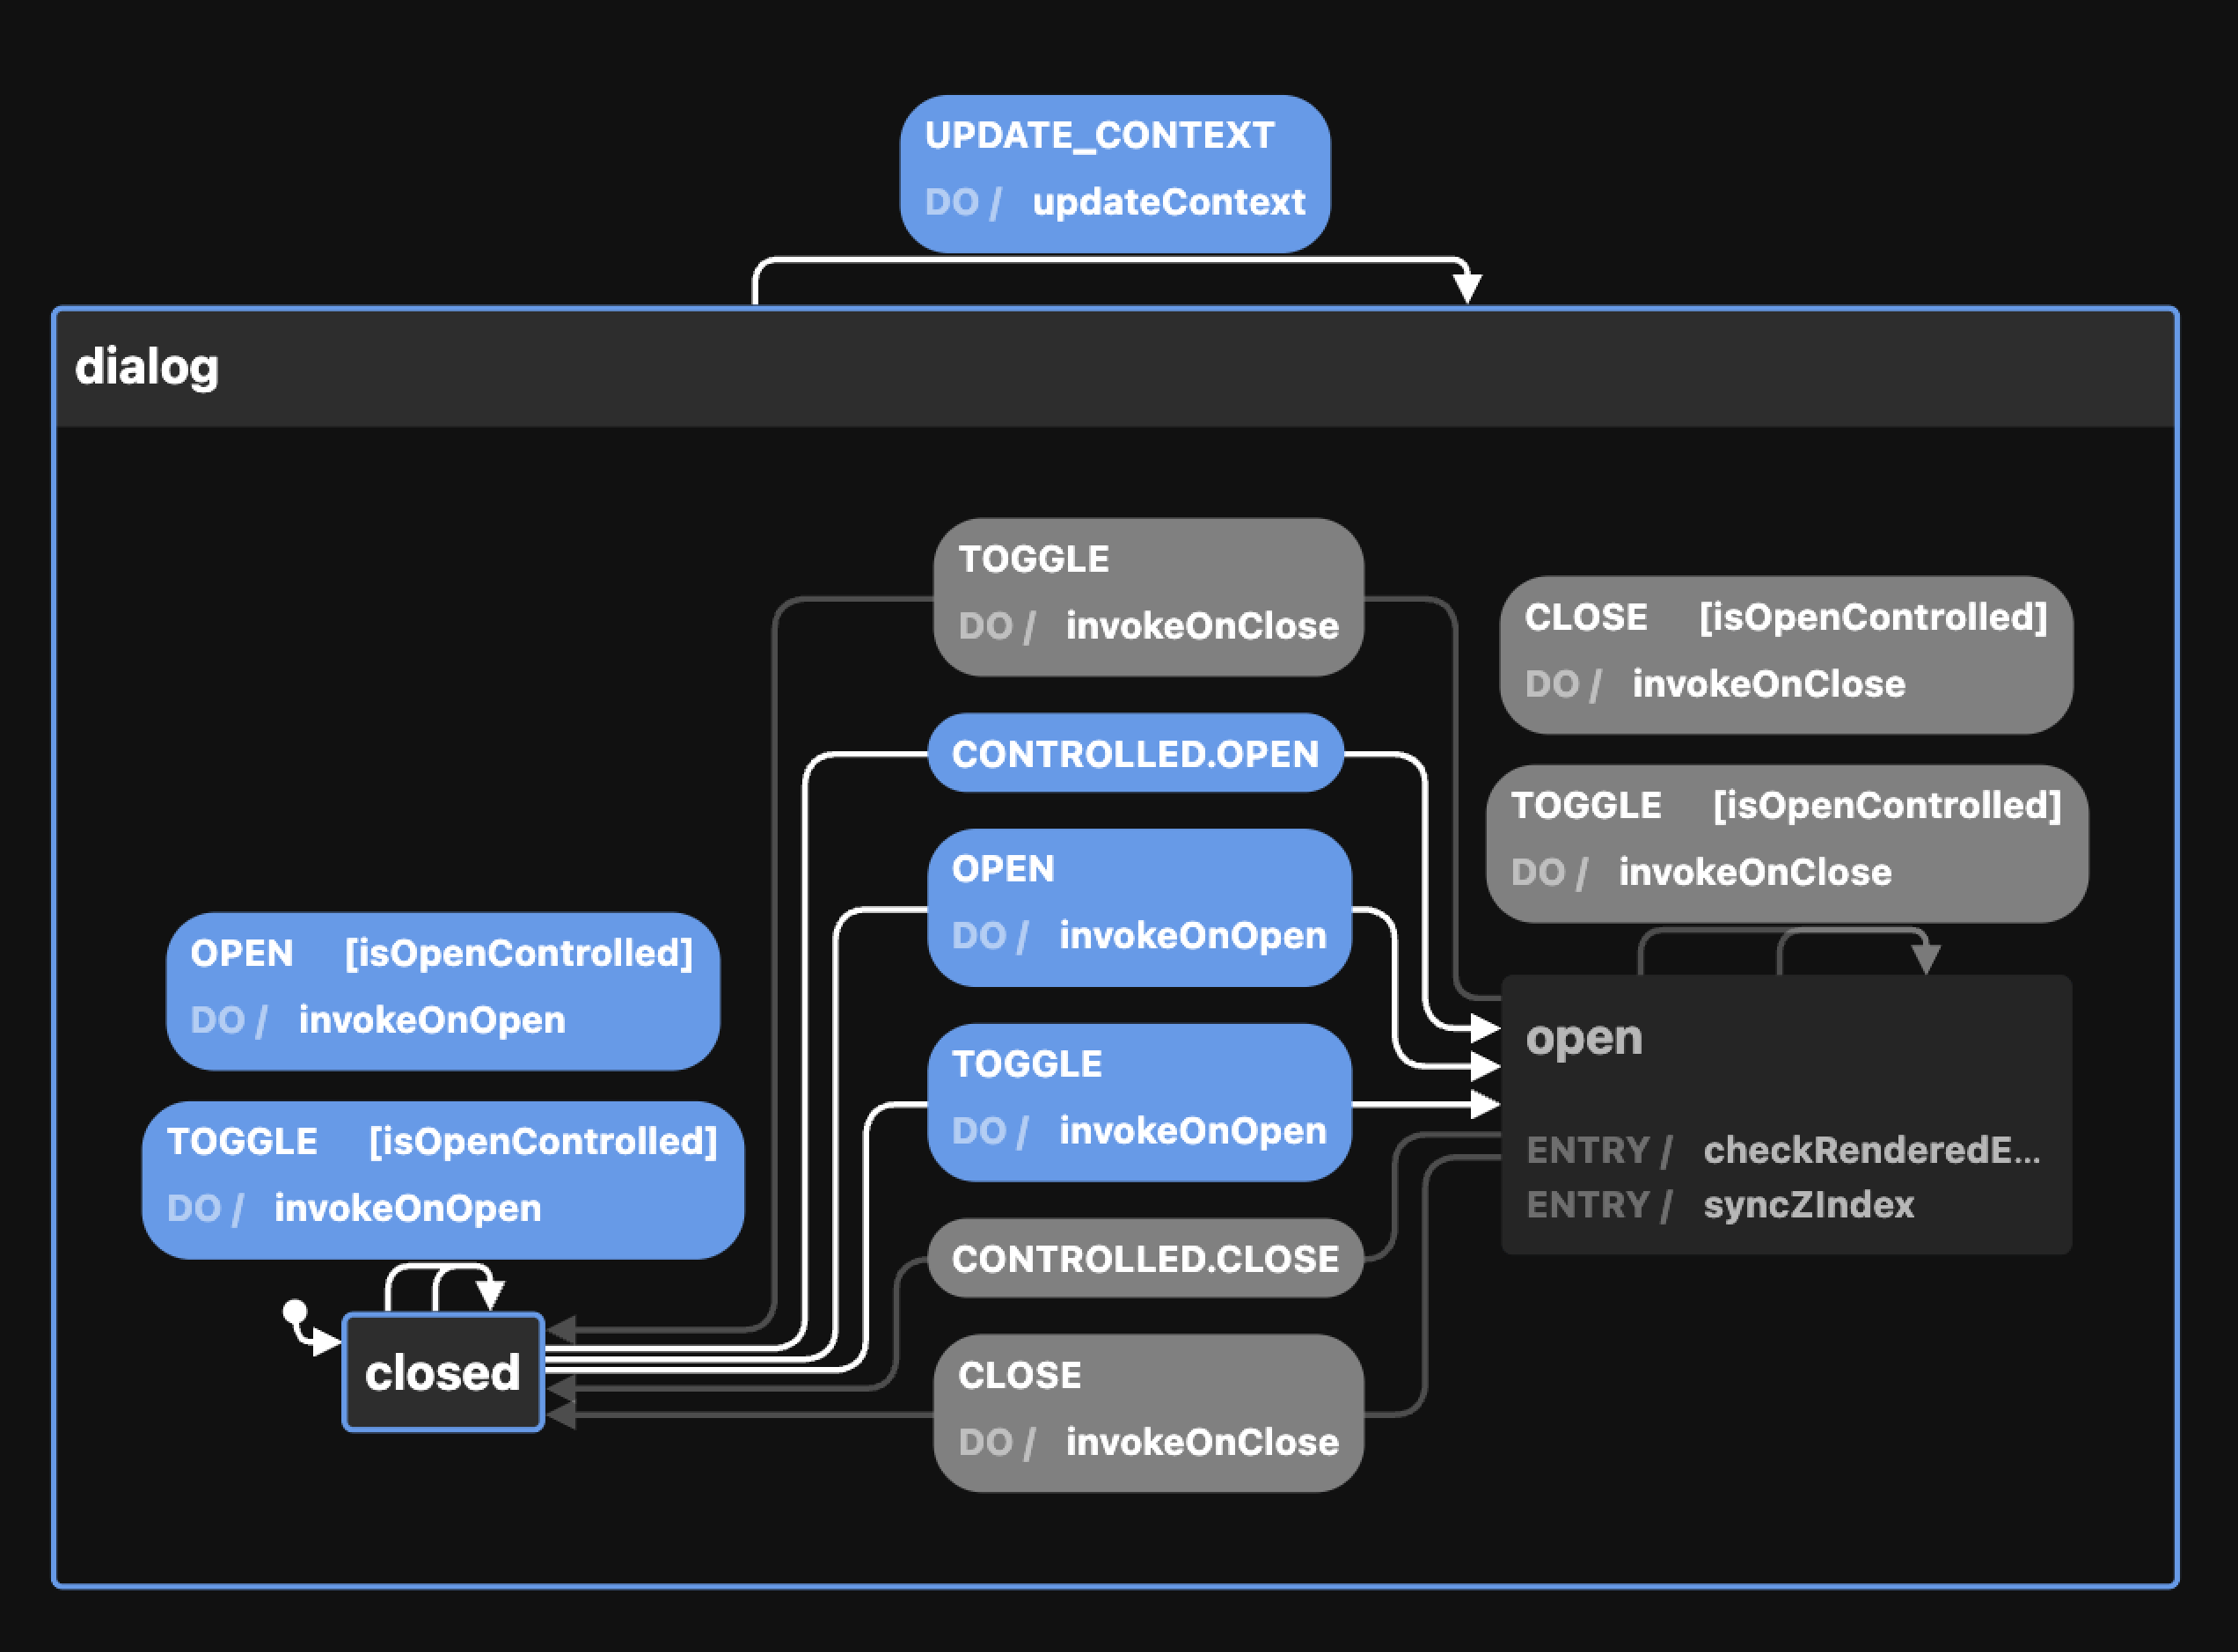 UPDATE_CONTEXT
DO / updateContext
dialog
TOGGLE
DO / invokeOnClose
CLOSE [isOpenControlled]
DO / invokeOnClose
CONTROLLED.OPEN
TOGGLE [isOpenControlled]
DO / invokeOnClose
OPEN
DO / invokeOnOpen
OPEN [isOpenControlled]
DO / invokeOnOpen
open
ENTRY / checkRenderedE...
ENTRY / syncZIndex
TOGGLE
DO / invokeOnOpen
TOGGLE [isOpenControlled]
DO / invokeOnOpen
CONTROLLED.CLOSE
closed
CLOSE
DO / invokeOnClose